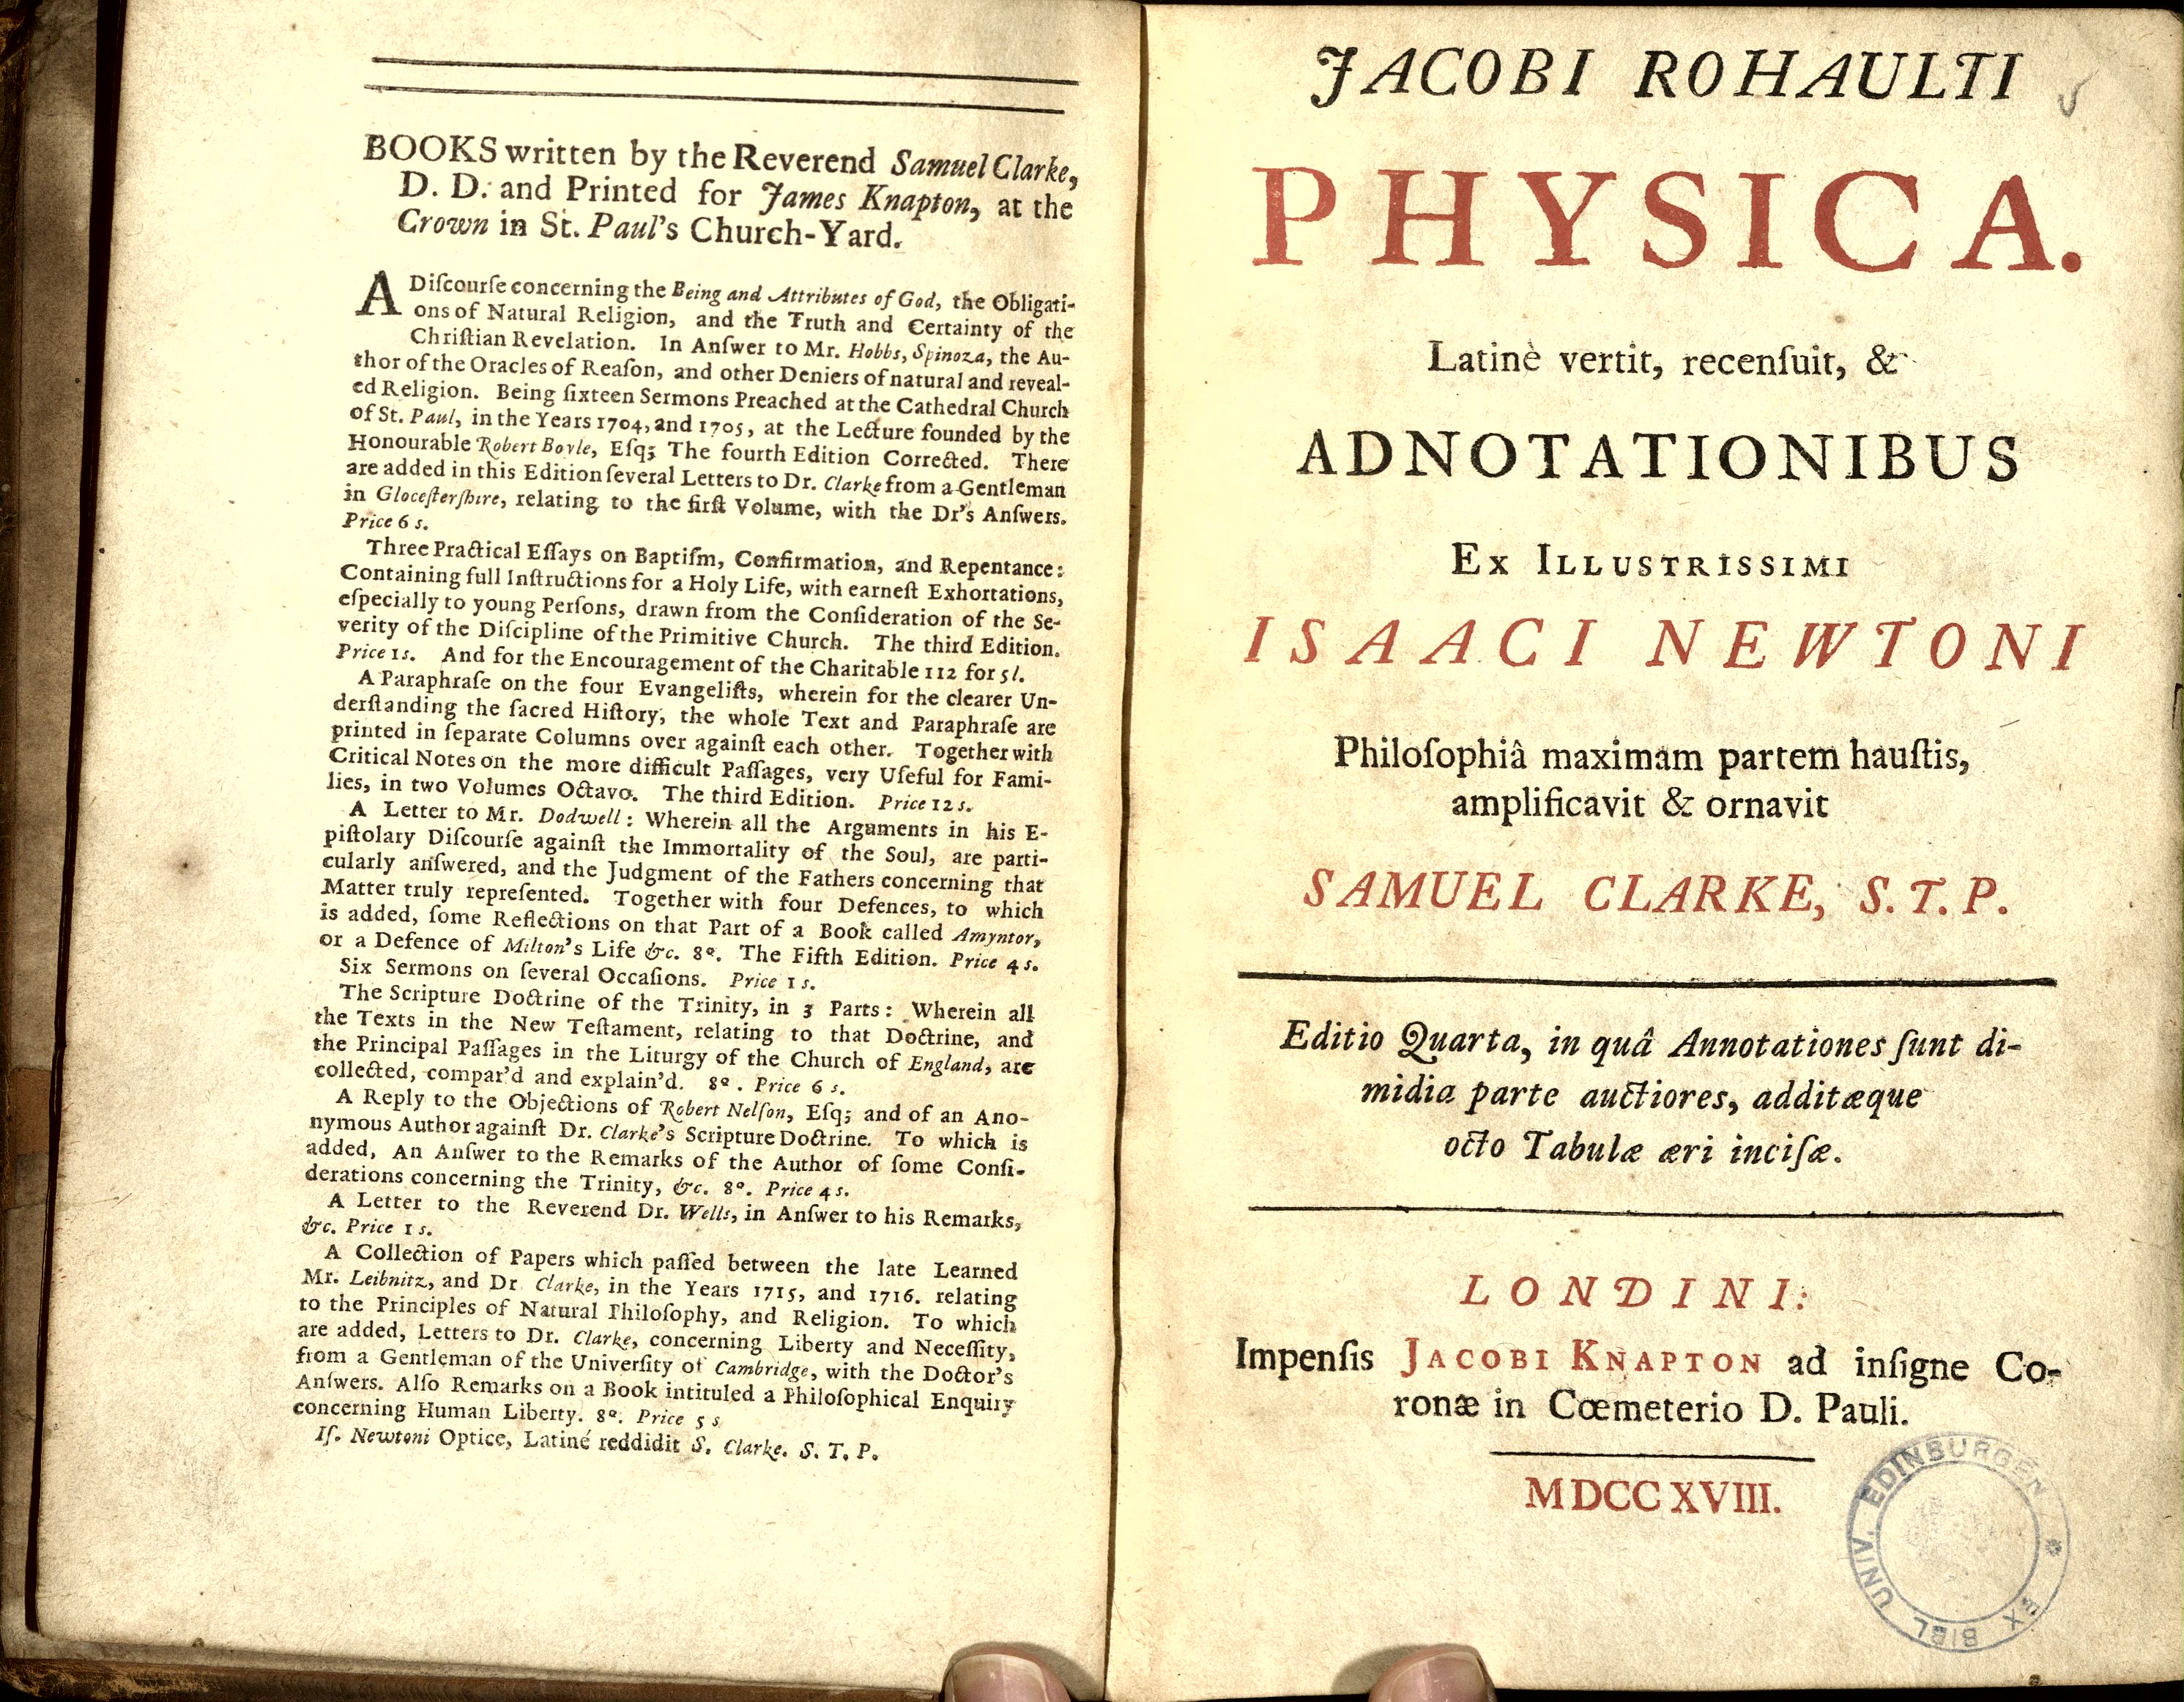 BOOKS written by the Reverend Samuel Clarke,
D. D. and Printed for James Knapton, at the
Crown in St. Paul's Church-Yard.
A Diſcourſe concerning the Being and Attributes of God, the Obligati-
ons of Natural Religion, and the Truth and Certainty of the
Chriſtian Revelation. In Anſwer to Mr. Hobbs, Spinoza, the Au-
thor of the Oracles of Reaſon, and other Deniers of natural and reveal-
ed Religion. Being ſixteen Sermons Preached at the Cathedral Church
of St. Paul, in the Years 1704, and 1705, at the Lecture founded by the
Honourable Robert Boyle, Eſq; The fourth Edition Corrected. There
are added in this Edition ſeveral Letters to Dr. Clarke from a Gentleman
in Gloceſterſhire, relating to the firſt Volume, with the Dr's Anſwers.
Price 6 s.
Three Practical Eſſays on Baptiſm, Confirmation, and Repentance:
Containing full Inſtructions for a Holy Life, with earneſt Exhortations,
eſpecially to young Perſons, drawn from the Conſideration of the Se-
verity of the Diſcipline of the Primitive Church. The third Edition.
Price 1s. And for the Encouragement of the Charitable 112 for 5l.
A Paraphraſe on the four Evangeliſts, wherein for the clearer Un-
derſtanding the ſacred Hiſtory, the whole Text and Paraphraſe are
printed in ſeparate Columns over againſt each other. Together with
Critical Notes on the more difficult Paſſages, very Uſeful for Fami-
lies, in two Volumes Octavo. The third Edition. Price 12 s.
A Letter to Mr. Dodwell: Wherein all the Arguments in his E-
piſtolary Diſcourſe againſt the Immortality of the Soul, are parti-
cularly anſwered, and the Judgment of the Fathers concerning that
Matter truly repreſented. Together with four Defences, to which
is added, ſome Reflections on that Part of a Book called Amyntor,
or a Defence of Milton's Life &c. 8°. The Fifth Edition. Price 4 s.
Six Sermons on ſeveral Occaſions. Price 1 s.
The Scripture Doctrine of the Trinity, in 3 Parts: Wherein all
the Texts in the New Teſtament, relating to that Doctrine, and
the Principal Paſſages in the Liturgy of the Church of England, are
collected, compar'd and explain'd. 8°. Price 6 s.
A Reply to the Objections of Robert Nelſon, Eſq; and of an Ano-
nymous Author againſt Dr. Clarke's Scripture Doctrine. To which is
added, An Anſwer to the Remarks of the Author of ſome Conſi-
derations concerning the Trinity, &c. 8°. Price 4 s.
A Letter to the Reverend Dr. Wells, in Anſwer to his Remarks,
&c. Price 1 s.
A Collection of Papers which paſſed between the late Learned
Mr. Leibnitz, and Dr. Clarke, in the Years 1715, and 1716. relating
to the Principles of Natural Philoſophy, and Religion. To which
are added, Letters to Dr. Clarke, concerning Liberty and Neceſſity,
from a Gentleman of the Univerſity of Cambridge, with the Doctor's
Anſwers. Alſo Remarks on a Book intituled a Philoſophical Enquiry
concerning Human Liberty. 8°. Price 5 s
Iſ. Newtoni Optice, Latiné reddidit S. Clarke. S. T. P.
JACOBI ROHAULTI
PHYSICA.
Latinè vertit, recenſuit, &
ADNOTATIONIBUS
EX ILLUSTRISSIMI
ISAACI NEWTONI
Philoſophiâ maximam partem hauſtis,
amplificavit & ornavit
SAMUEL CLARKE, S. T. P.
Editio Quarta, in quâ Annotationes ſunt di-
midia parte auctiores, additæque
octo Tabulæ æri inciſæ.
LONDINI:
Impenſis JACOBI KNAPTON ad inſigne Co-
ronæ in Cœmeterio D. Pauli.
MDCCXVIII.
EX BIBL UNIV. EDINBURGEN